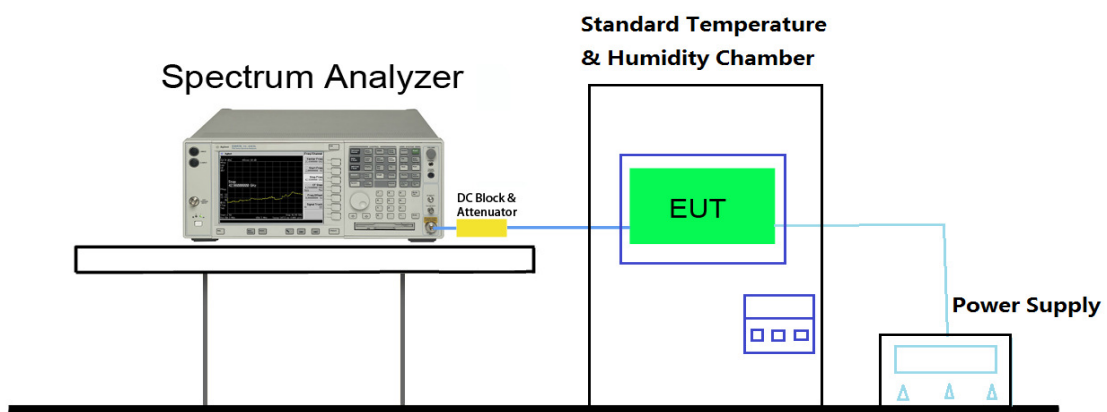 Standard Temperature
& Humidity Chamber
Spectrum Analyzer
DC Block &
Attenuator
EUT
Power Supply